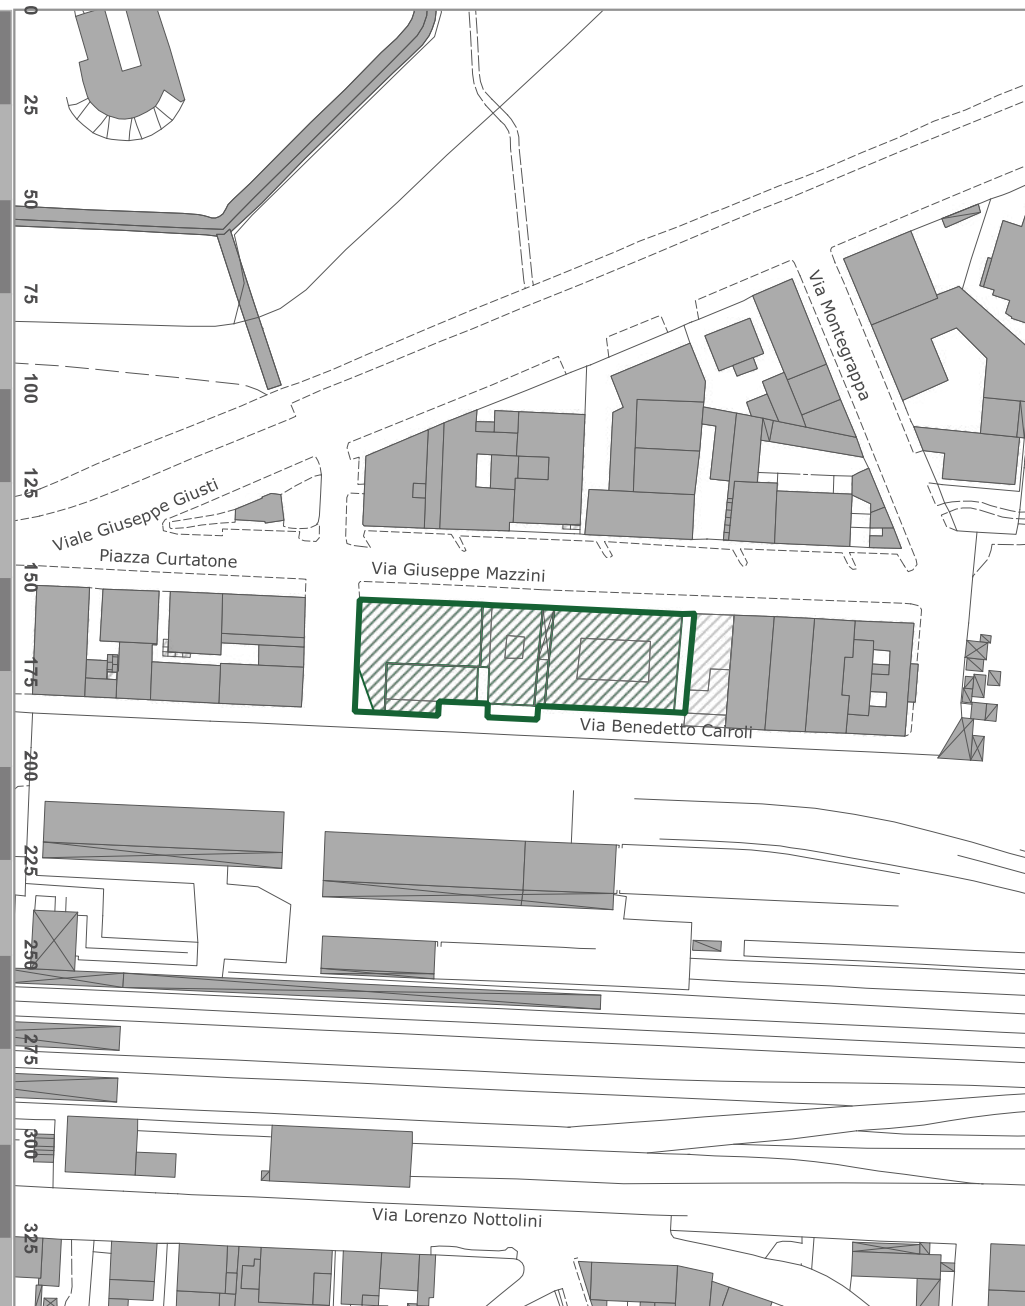 0
25
50
75
100
125
150
175
200
225
250
275
300
325
Via Montegrappa
Viale Giuseppe Giusti
Piazza Curtatone
Via Giuseppe Mazzini
Via Benedetto Cairoli
Via Lorenzo Nottolini